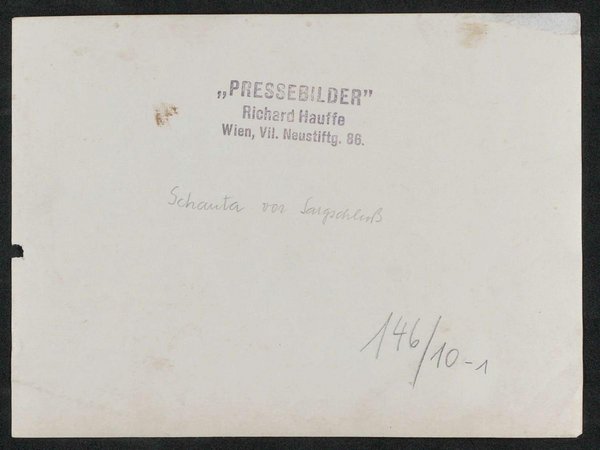 „PRESSEBILDER”
Richard Hauffe
Wien, VII. Neustiftg. 86.
Schauta vor Sargschluß
146/10-1